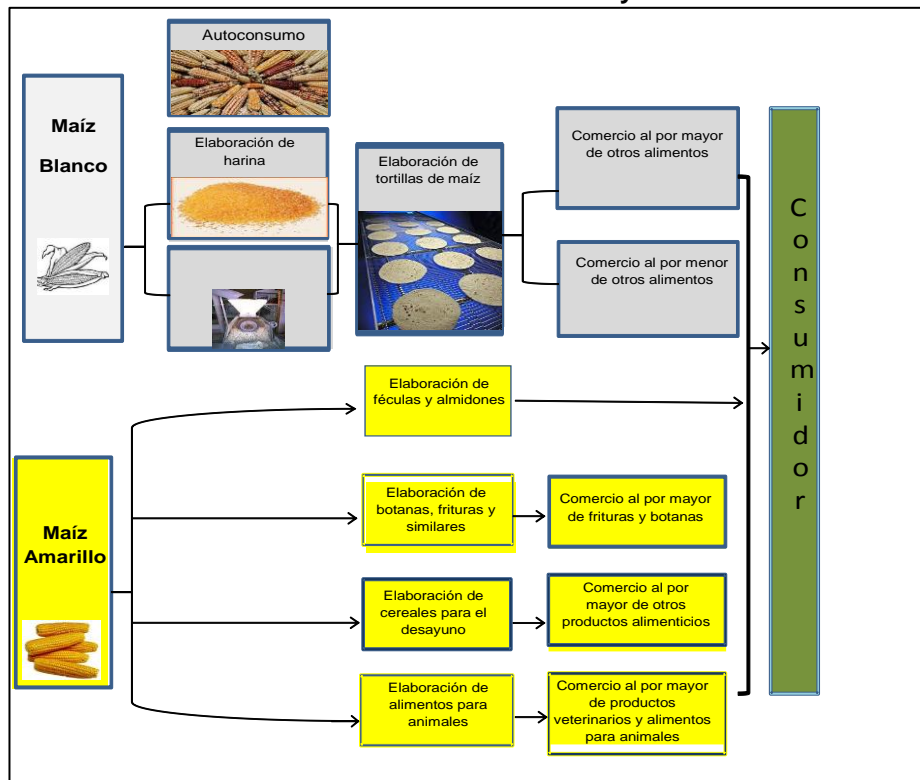 Autoconsumo
Maíz
Blanco
Elaboración de
harina
Elaboración de
tortillas de maíz
Comercio al por mayor
de otros alimentos
Comercio al por menor
de otros alimentos
Consumidor
Maíz
Amarillo
Elaboración de
féculas y almidones
Elaboración de
botanas, frituras y
similares
Comercio al por mayor
de frituras y botanas
Elaboración de
cereales para el
desayuno
Comercio al por
mayor de otros
productos alimenticios
Elaboración de
alimentos para
animales
Comercio al por mayor
de productos
veterinarios y alimentos
para animales